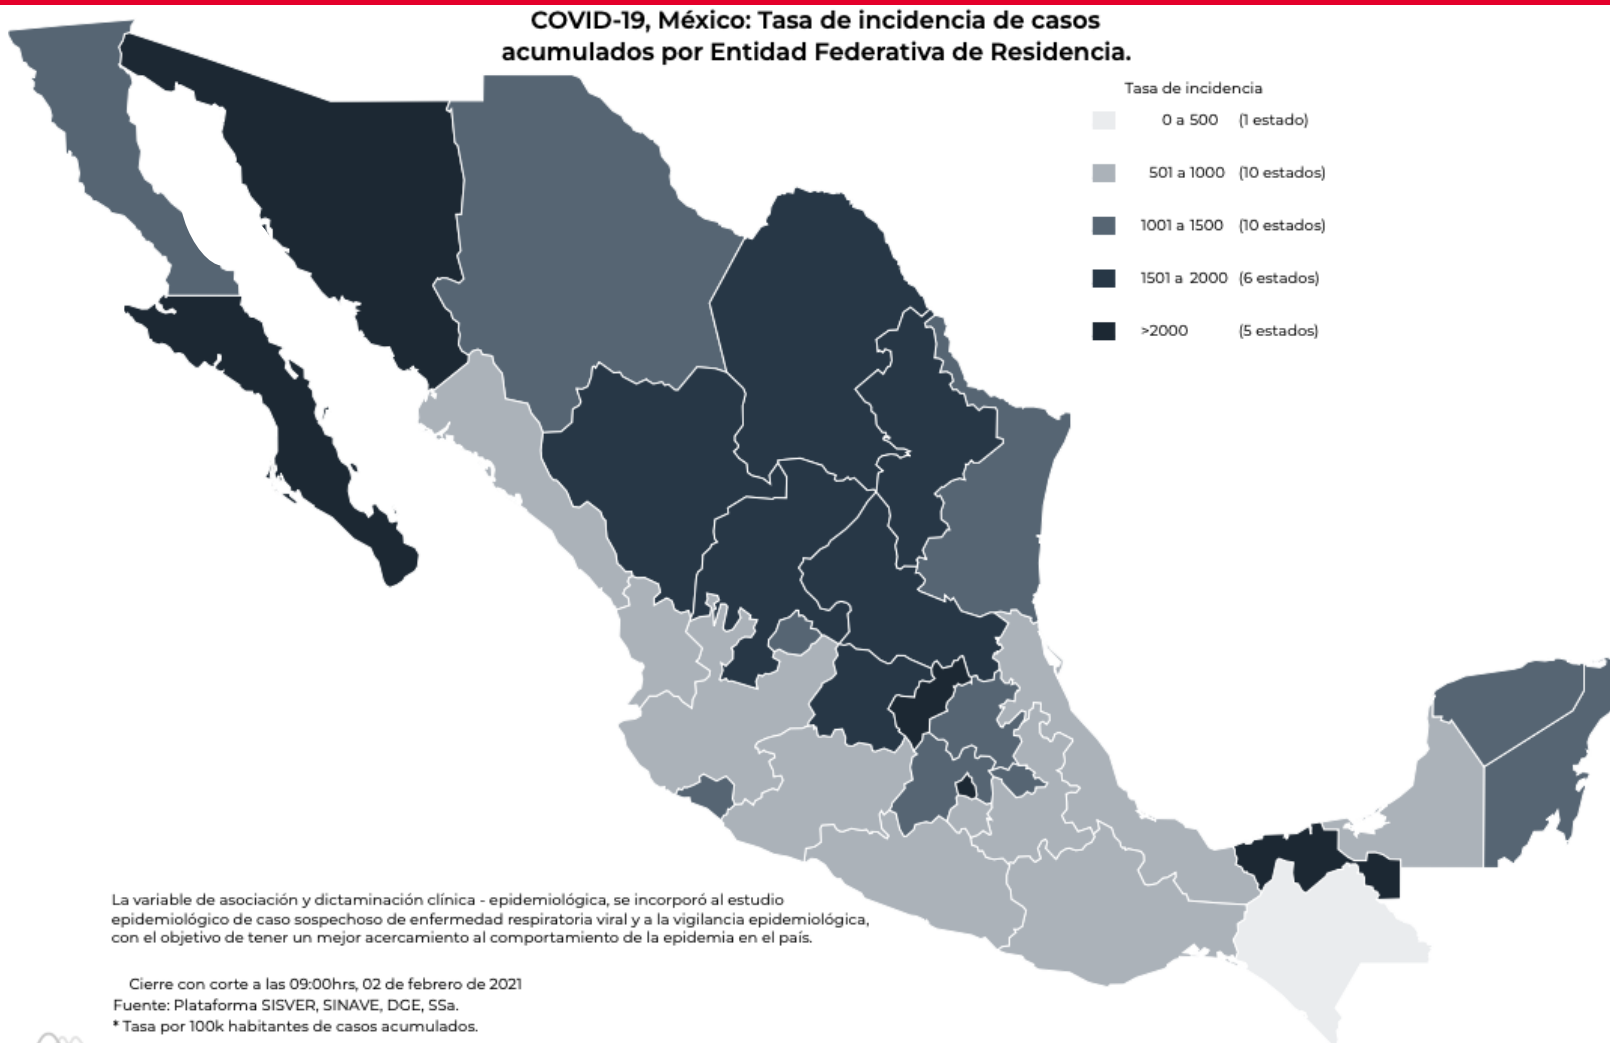 COVID-19, México: Tasa de incidencia de casos
acumulados por Entidad Federativa de Residencia.
Tasa de incidencia
0 a 500 (1 estado)
501 a 1000 (10 estados)
1001 a 1500 (10 estados)
1501 a 2000 (6 estados)
>2000 (5 estados)
La variable de asociación y dictaminación clínica - epidemiológica, se incorporó al estudio
epidemiológico de caso sospechoso de enfermedad respiratoria viral y a la vigilancia epidemiológica,
con el objetivo de tener un mejor acercamiento al comportamiento de la epidemia en el país.
Cierre con corte a las 09:00hrs, 02 de febrero de 2021
Fuente: Plataforma SISVER, SINAVE, DGE, SSa.
* Tasa por 100k habitantes de casos acumulados.